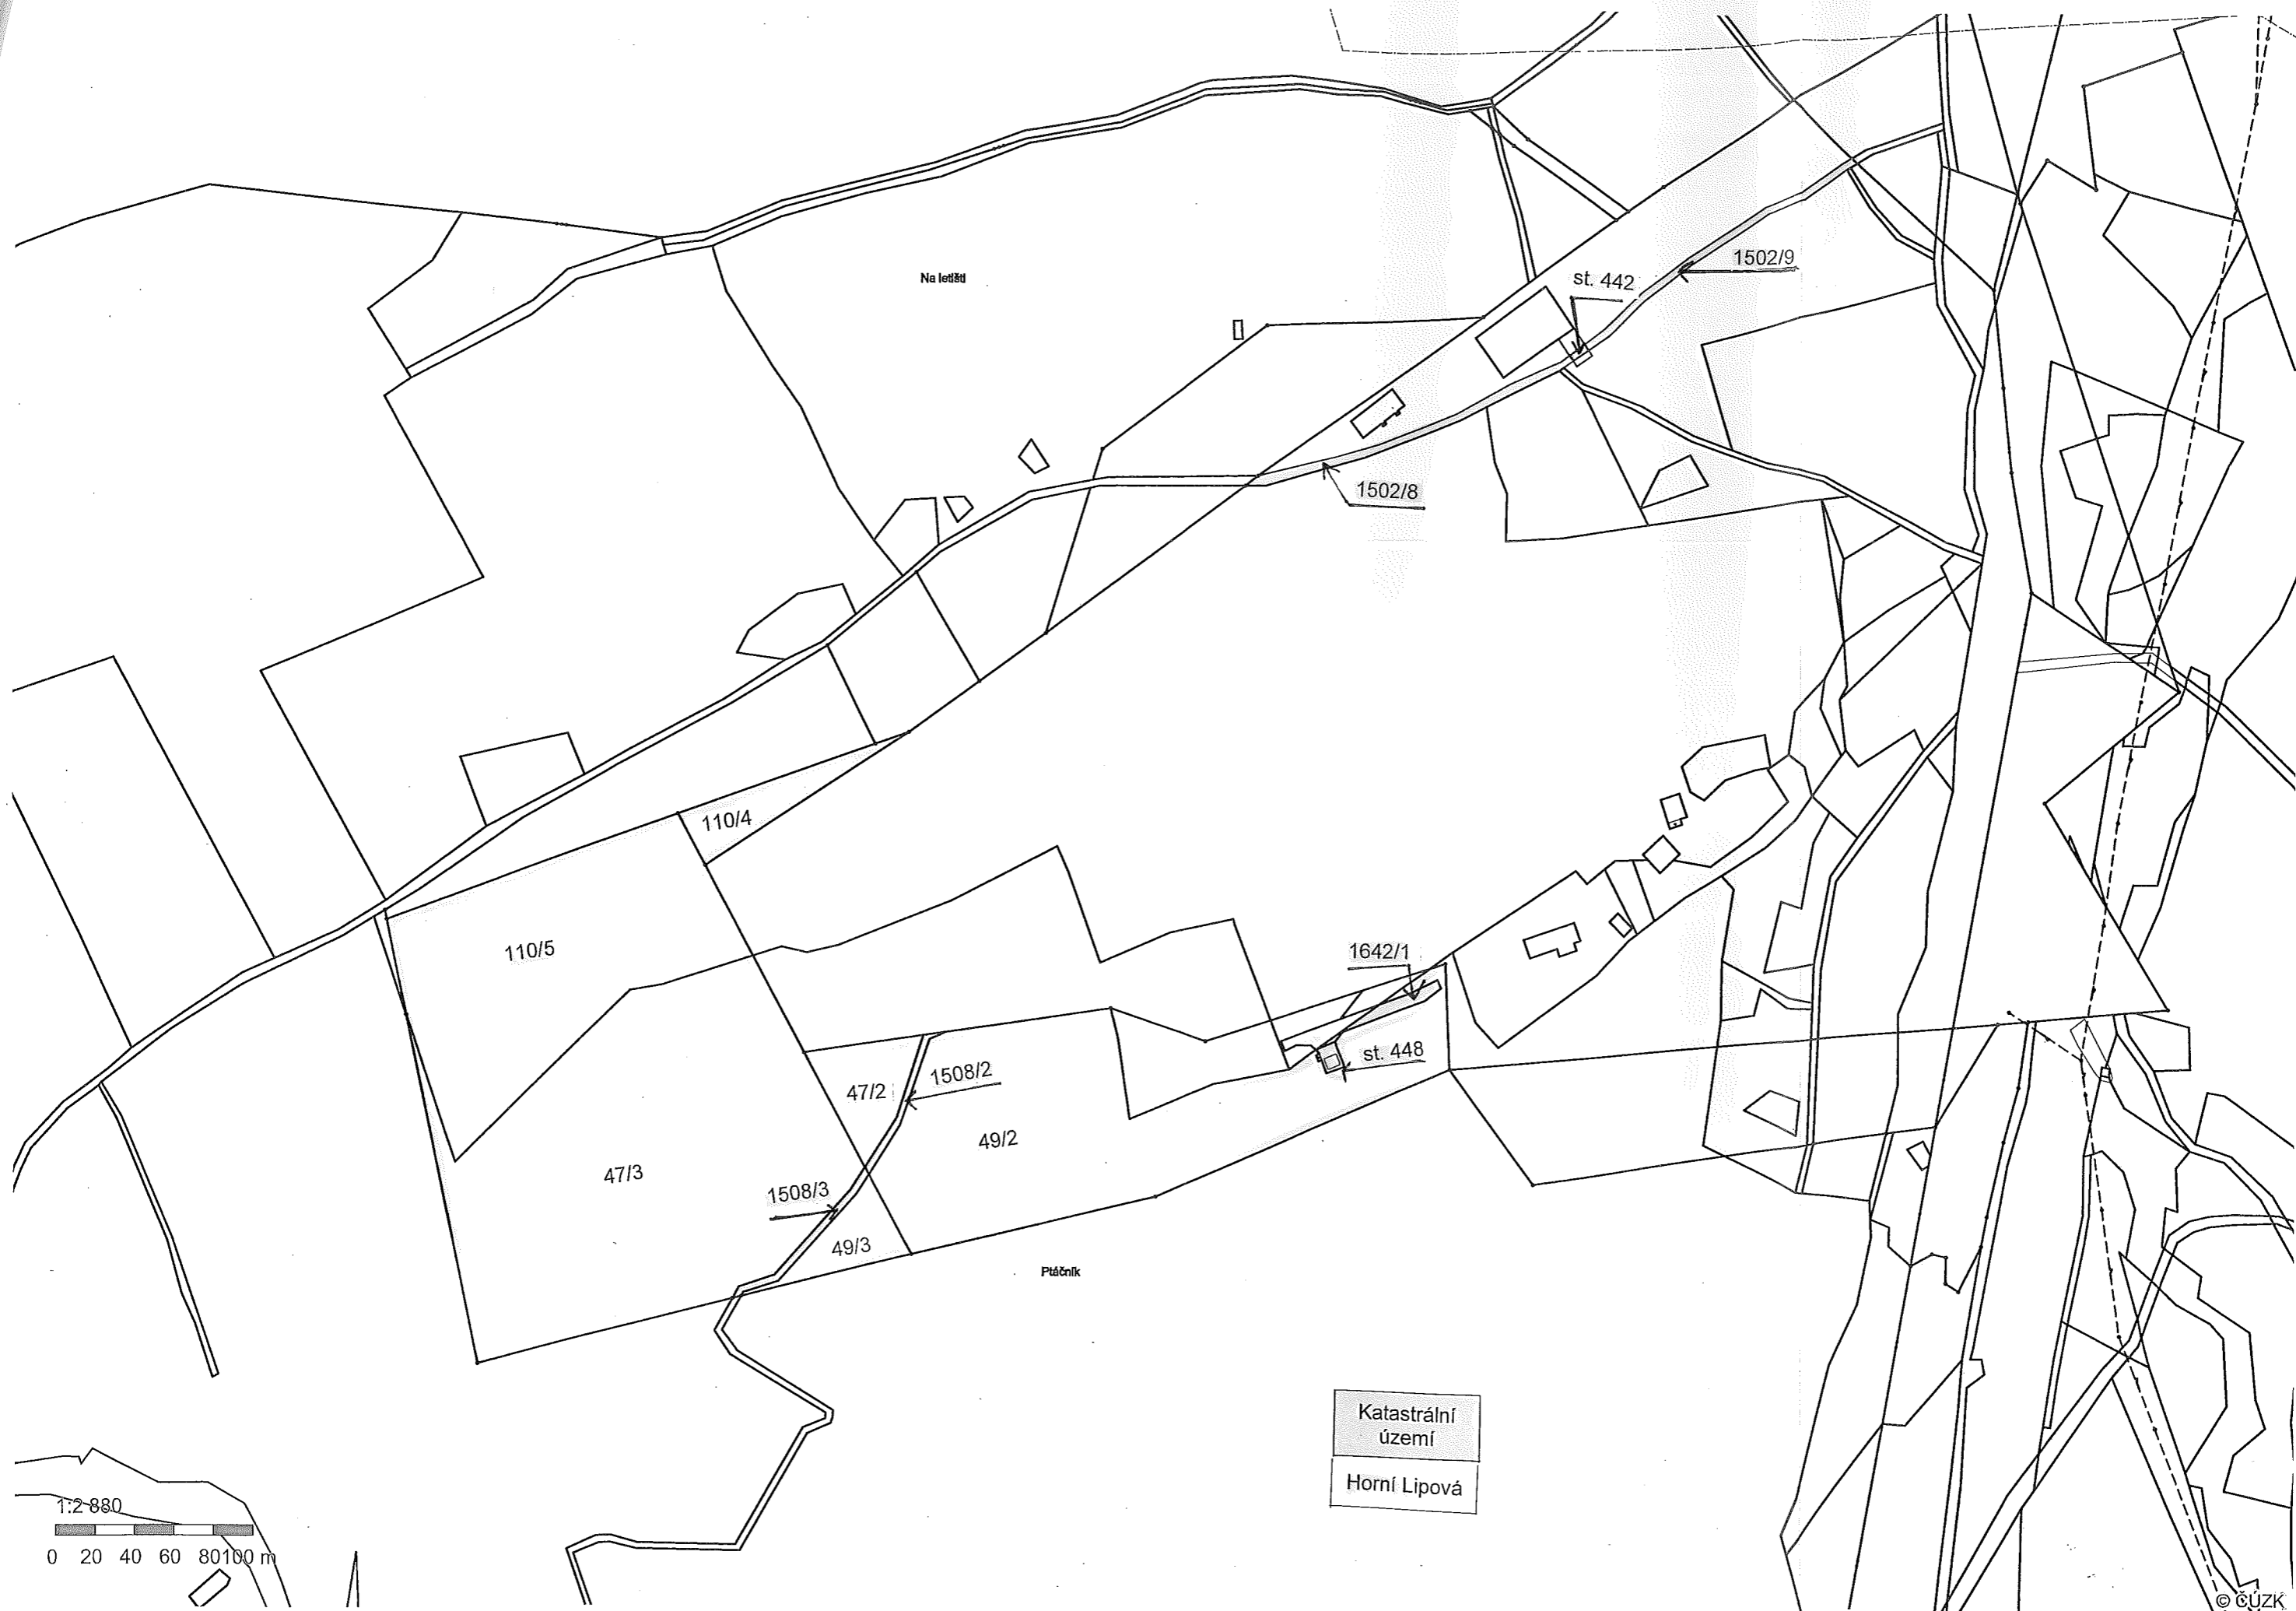 Na letišti
1502/9
st. 442
1502/8
110/4
110/5
1642/1
st. 448
1508/2
47/2
49/2
47/3
1508/3
49/3
Ptáčník
Katastrální
území
Horní Lipová
1:2 880
0 20 40 60 80 100 m
© ČÚZK